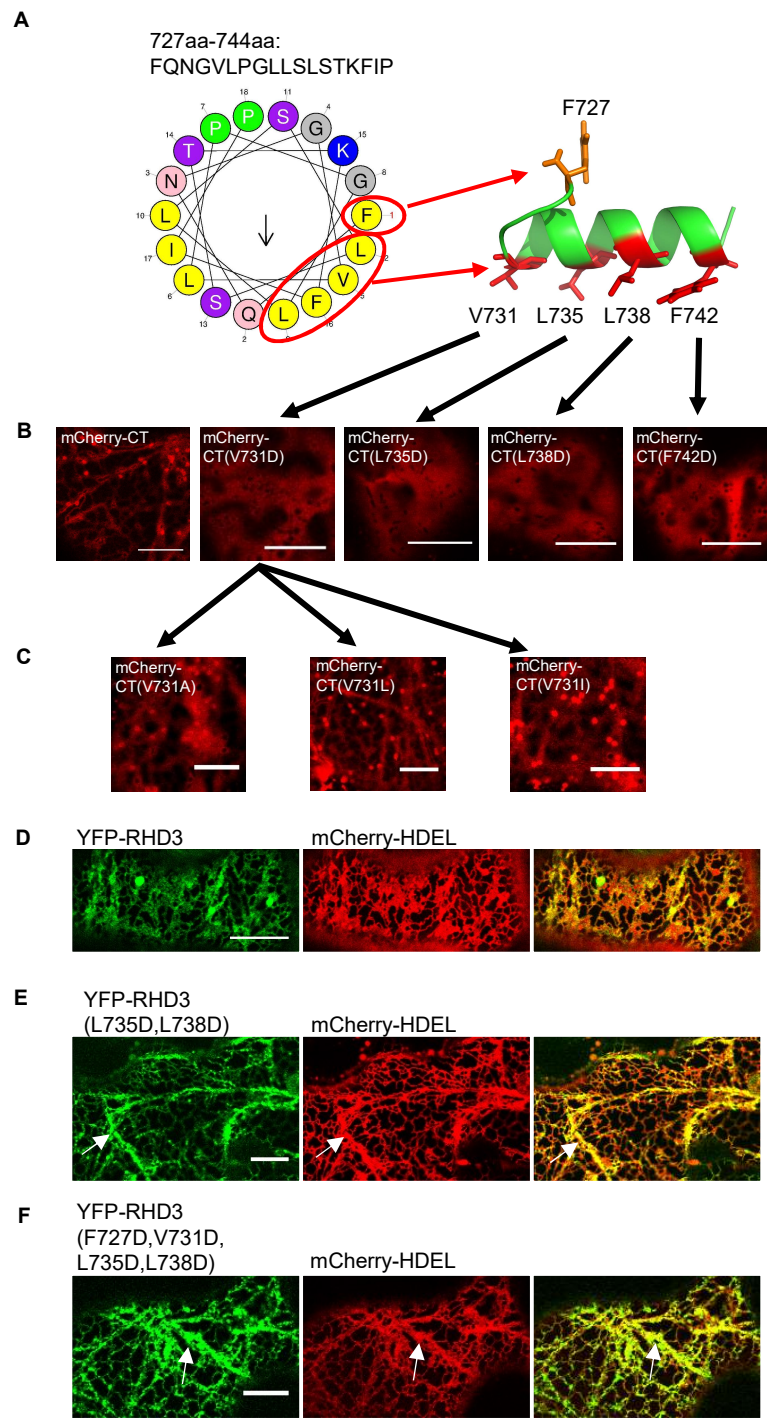 A
727aa-744aa:
FQNGVLPGLLSLSTKFIP
18
11
7
4
P
P
S
G
14
15
T
K
3
8
N
G
10
L
F
1
17
I
L
12
6
L
V
5
S
F
13
Q
L
16
2
9
F727
V731 L735 L738 F742
B
mCherry-CT
mCherry-
CT(V731D)
mCherry-
CT(L735D)
mCherry-
CT(L738D)
mCherry-
CT(F742D)
C
mCherry-
CT(V731A)
mCherry-
CT(V731L)
mCherry-
CT(V731I)
D
YFP-RHD3
mCherry-HDEL
E
YFP-RHD3
(L735D,L738D)
mCherry-HDEL
F
YFP-RHD3
(F727D,V731D,
L735D,L738D)
mCherry-HDEL